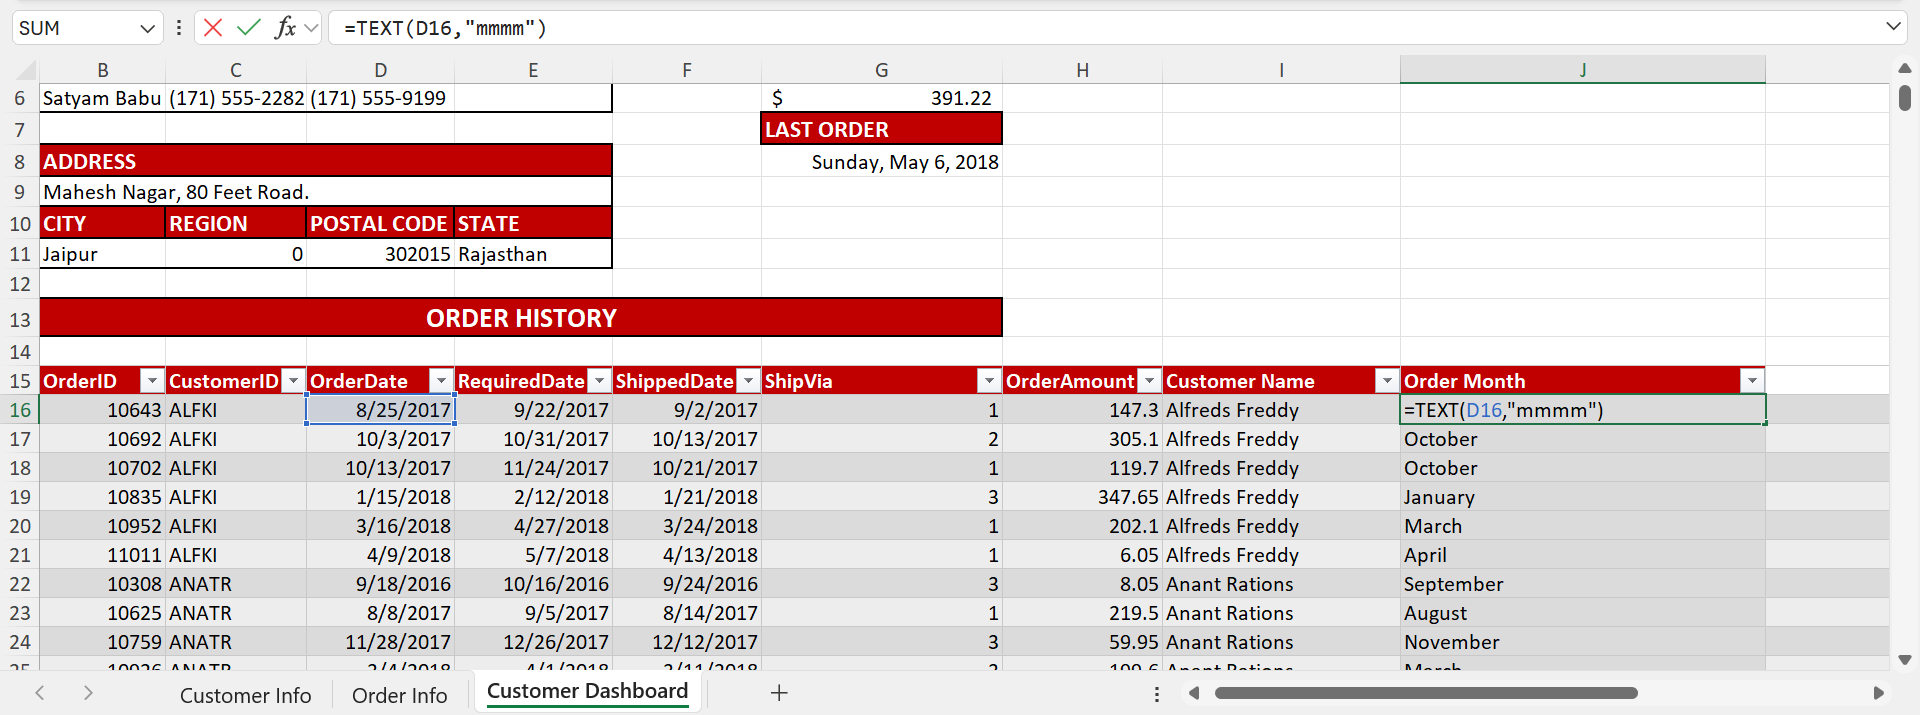 SUM fx =TEXT(D16,"mmmm")
B C D E F G H I J
6 Satyam Babu (171) 555-2282 (171) 555-9199 $ 391.22
7 LAST ORDER
8 ADDRESS Sunday, May 6, 2018
9 Mahesh Nagar, 80 Feet Road.
10 CITY REGION POSTAL CODE STATE
11 Jaipur 0 302015 Rajasthan
12
13 ORDER HISTORY
14
15 OrderID CustomerID OrderDate RequiredDate ShippedDate ShipVia OrderAmount Customer Name Order Month
16 10643 ALFKI 8/25/2017 9/22/2017 9/2/2017 1 147.3 Alfreds Freddy =TEXT(D16,"mmmm")
17 10692 ALFKI 10/3/2017 10/31/2017 10/13/2017 2 305.1 Alfreds Freddy October
18 10702 ALFKI 10/13/2017 11/24/2017 10/21/2017 1 119.7 Alfreds Freddy October
19 10835 ALFKI 1/15/2018 2/12/2018 1/21/2018 3 347.65 Alfreds Freddy January
20 10952 ALFKI 3/16/2018 4/27/2018 3/24/2018 1 202.1 Alfreds Freddy March
21 11011 ALFKI 4/9/2018 5/7/2018 4/13/2018 1 6.05 Alfreds Freddy April
22 10308 ANATR 9/18/2016 10/16/2016 9/24/2016 3 8.05 Anant Rations September
23 10625 ANATR 8/8/2017 9/5/2017 8/14/2017 1 219.5 Anant Rations August
24 10759 ANATR 11/28/2017 12/26/2017 12/12/2017 3 59.95 Anant Rations November
Customer Info Order Info Customer Dashboard